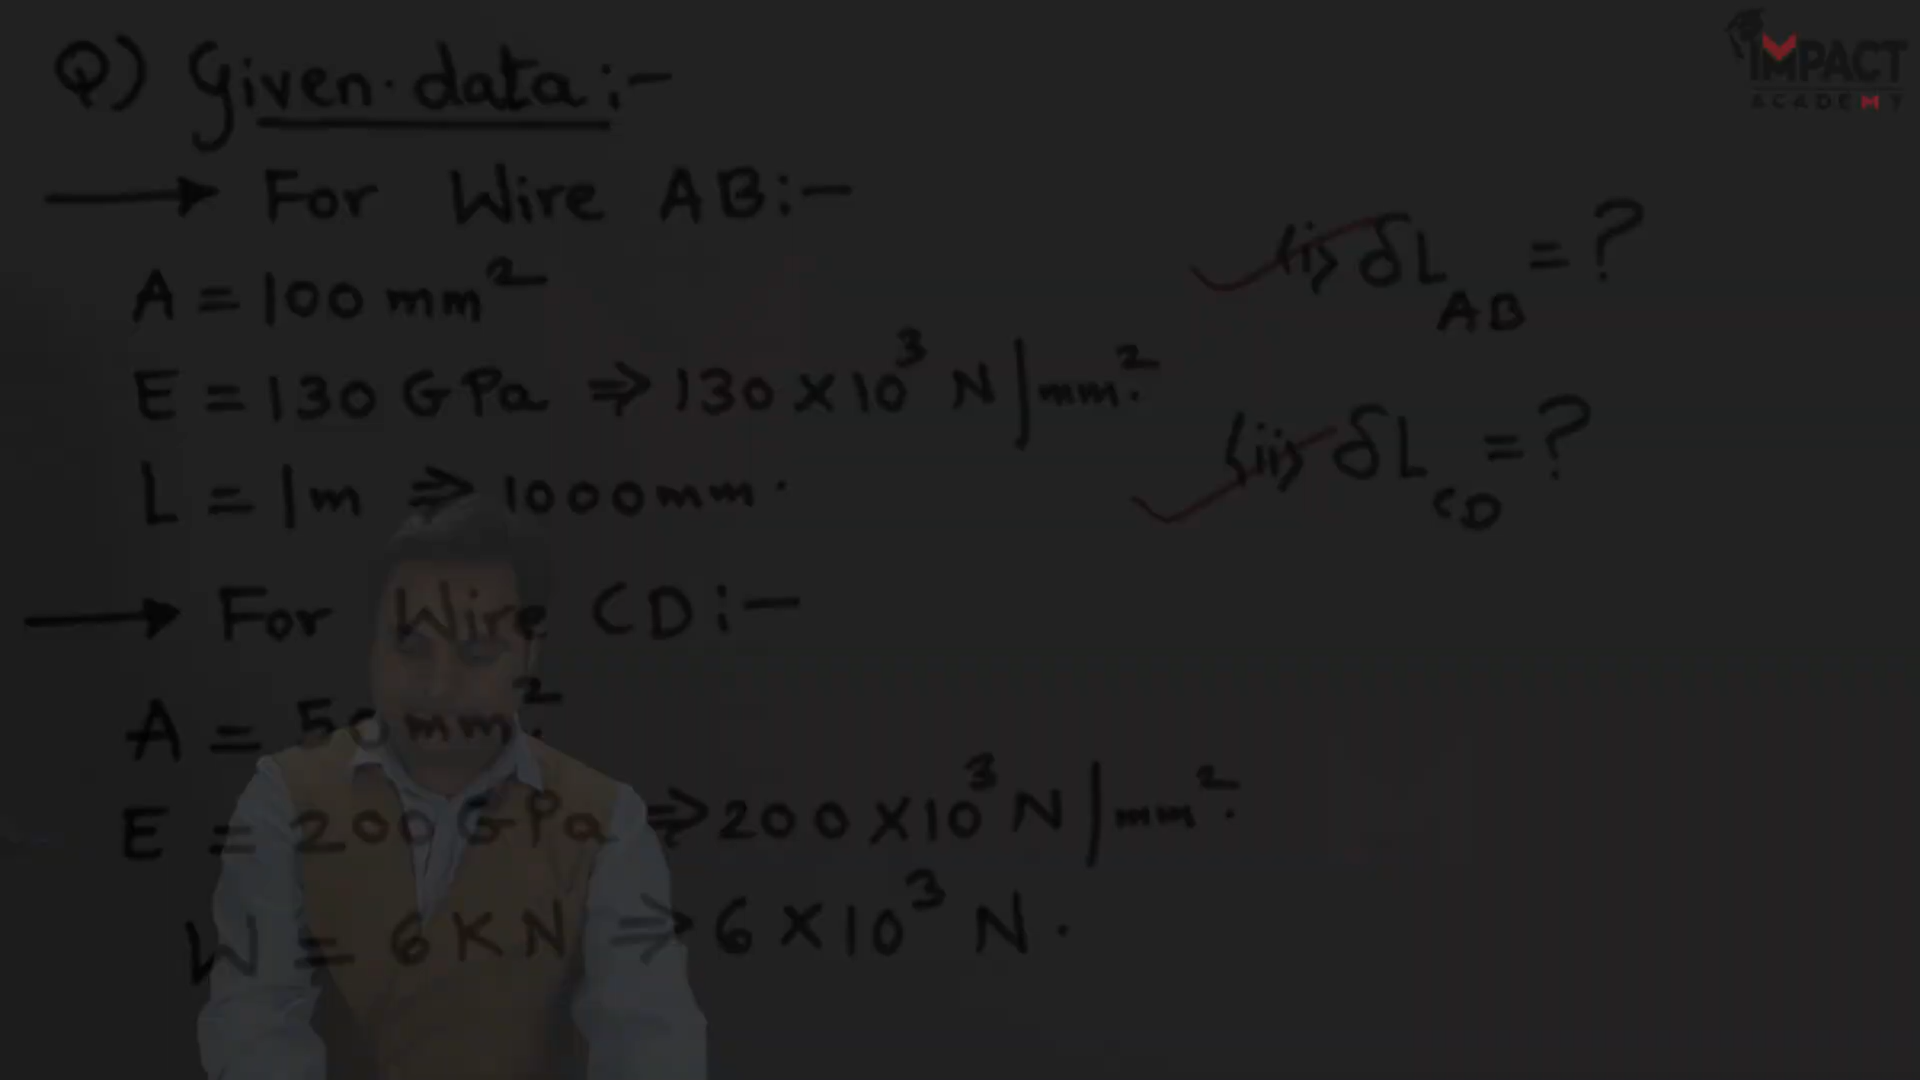 Q) Given data:-
→ For Wire AB:-
A = 100 mm²
E = 130 GPa ⇒ 130 × 10³ N/mm².
L = 1m ⇒ 1000mm.
(i) δL_AB = ?
(ii) δL_CD = ?
→ For Wire CD:-
A = 50mm².
E = 200 GPa ⇒ 200 × 10³ N/mm².
W = 6 KN ⇒ 6 × 10³ N.
IMPACT
ACADEMY